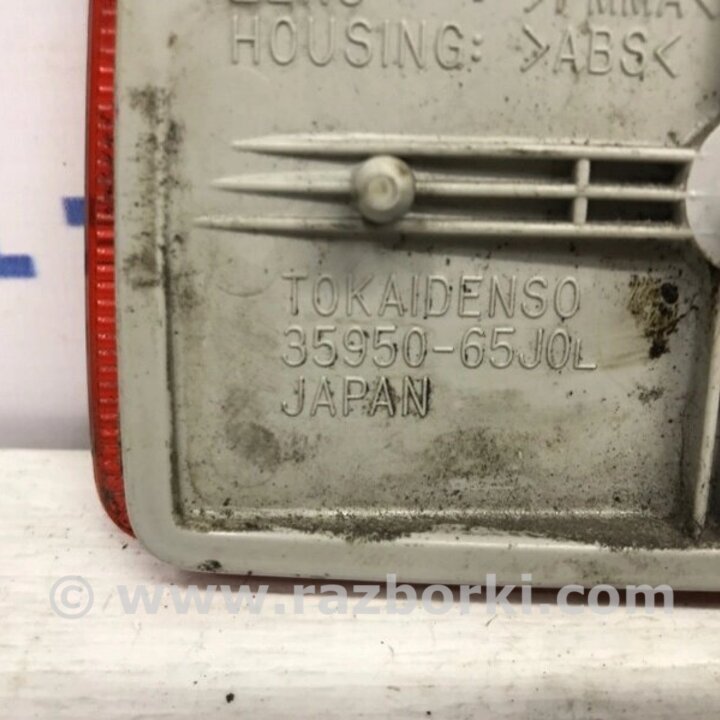 HOUSING: >ABS<
TOKAIDENSO
35950-65J0L
JAPAN
© www.razborki.com